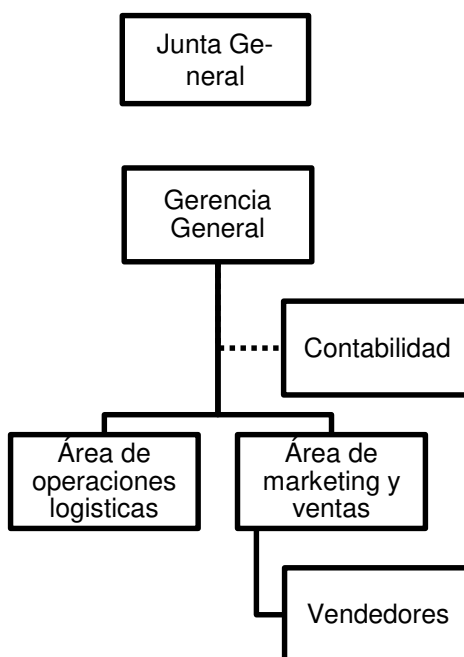 Junta Ge-
neral
Gerencia
General
Contabilidad
Área de
operaciones
logisticas
Área de
marketing y
ventas
Vendedores